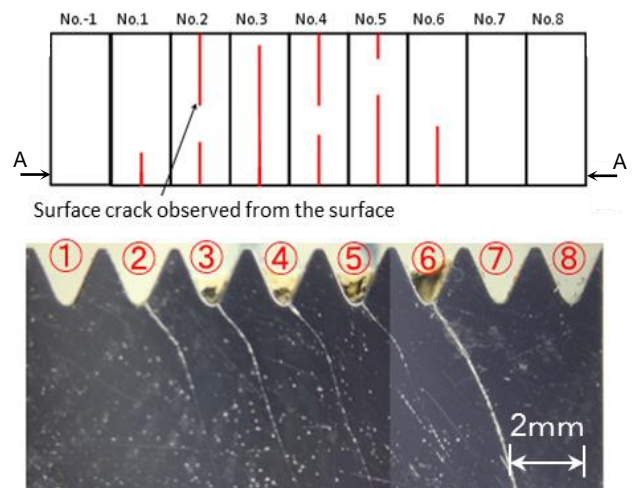 No.-1 No.1 No.2 No.3 No.4 No.5 No.6 No.7 No.8
A A
Surface crack observed from the surface
① ② ③ ④ ⑤ ⑥ ⑦ ⑧
2mm